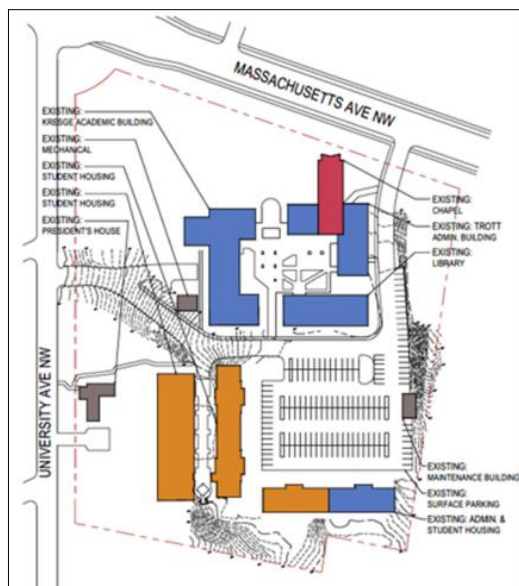 MASSACHUSETTS AVE NW
EXISTING:
KRESGE ACADEMIC BUILDING
EXISTING:
MECHANICAL
EXISTING:
STUDENT HOUSING
EXISTING:
STUDENT HOUSING
EXISTING:
PRESIDENT'S HOUSE
EXISTING:
CHAPEL
EXISTING: TROTT
ADMIN. BUILDING
EXISTING:
LIBRARY
UNIVERSITY AVE NW
EXISTING:
MAINTENANCE BUILDING
EXISTING:
SURFACE PARKING
EXISTING: ADMIN. &
STUDENT HOUSING